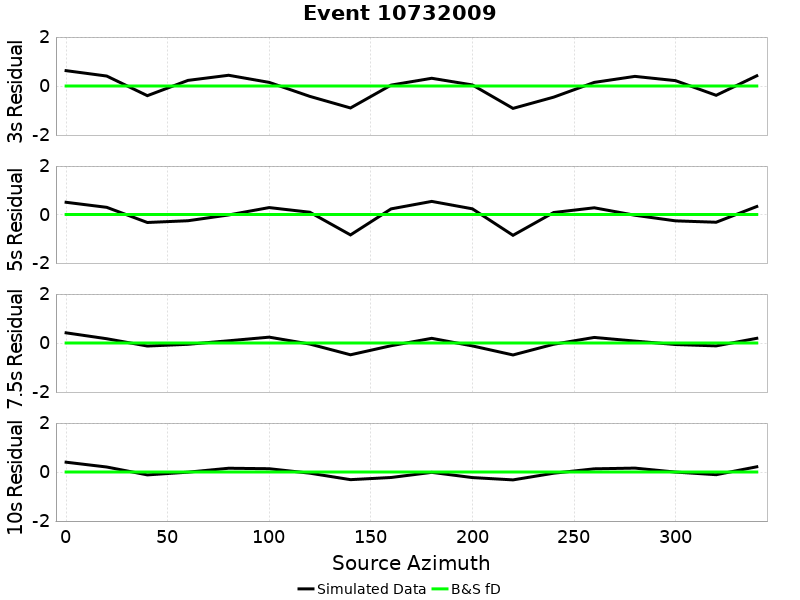 Event 10732009
3s Residual
2
0
-2
5s Residual
2
0
-2
7.5s Residual
2
0
-2
10s Residual
2
0
-2
0 50 100 150 200 250 300
Source Azimuth
Simulated Data B&S fD